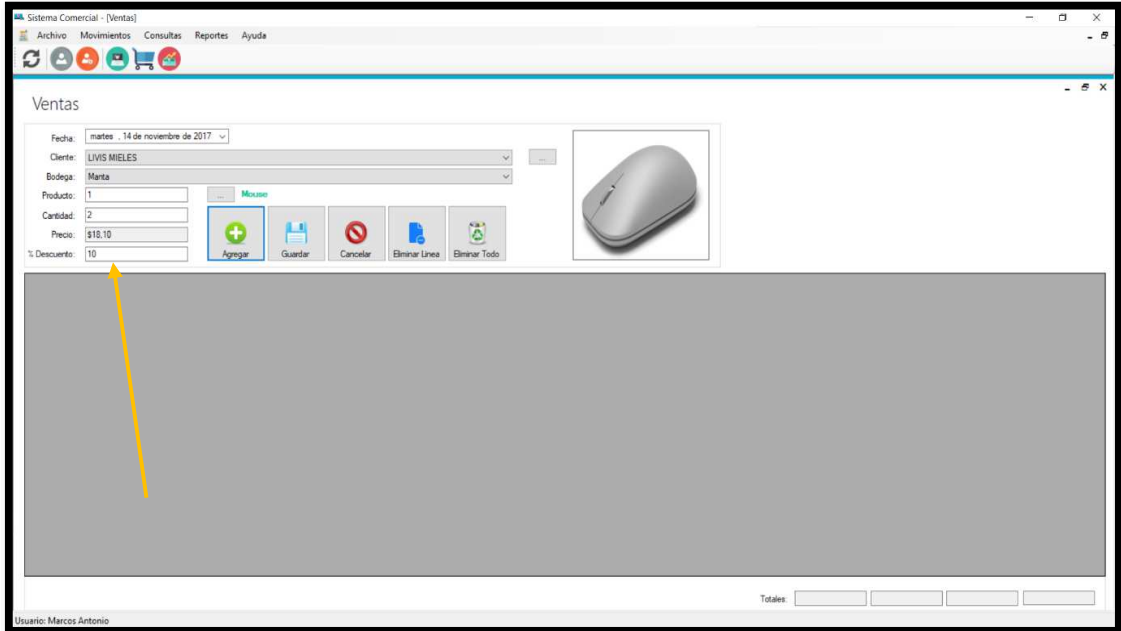 Sistema Comercial - [Ventas]
Archivo Movimientos Consultas Reportes Ayuda
Ventas
Fecha: martes , 14 de noviembre de 2017
Cliente: LIVIS MIELES ...
Bodega: Manta
Producto: 1 ... Mouse
Cantidad: 2
Precio: $18,10
% Descuento: 10
Agregar Guardar Cancelar Eliminar Linea Eliminar Todo
Totales:
Usuario: Marcos Antonio